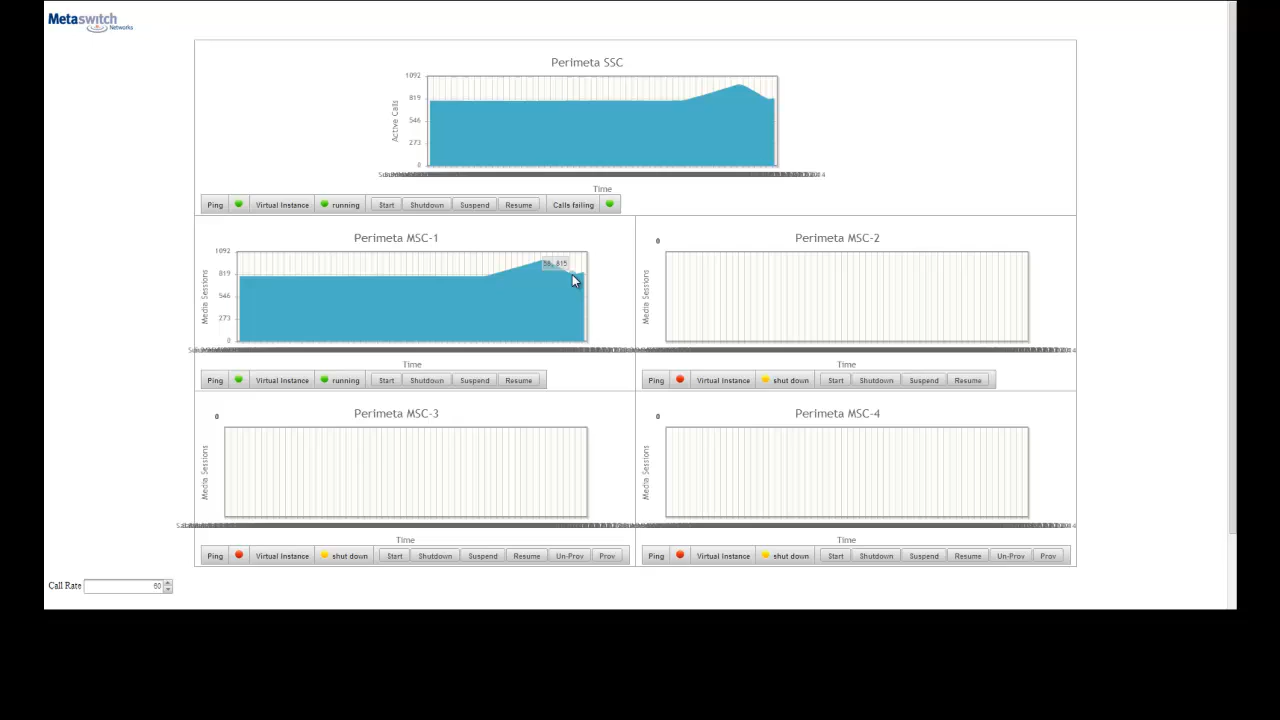 Metaswitch
Networks
Perimeta SSC
1092
819
546
273
0
Active Calls
Time
Ping Virtual Instance running Start Shutdown Suspend Resume Calls failing
Perimeta MSC-1
1092
819
546
273
0
Media Sessions
58, 815
Time
Ping Virtual Instance running Start Shutdown Suspend Resume
Perimeta MSC-2
0
Media Sessions
Time
Ping Virtual Instance shut down Start Shutdown Suspend Resume
Perimeta MSC-3
0
Media Sessions
Time
Ping Virtual Instance shut down Start Shutdown Suspend Resume Un-Prov Prov
Perimeta MSC-4
0
Media Sessions
Time
Ping Virtual Instance shut down Start Shutdown Suspend Resume Un-Prov Prov
Call Rate 60